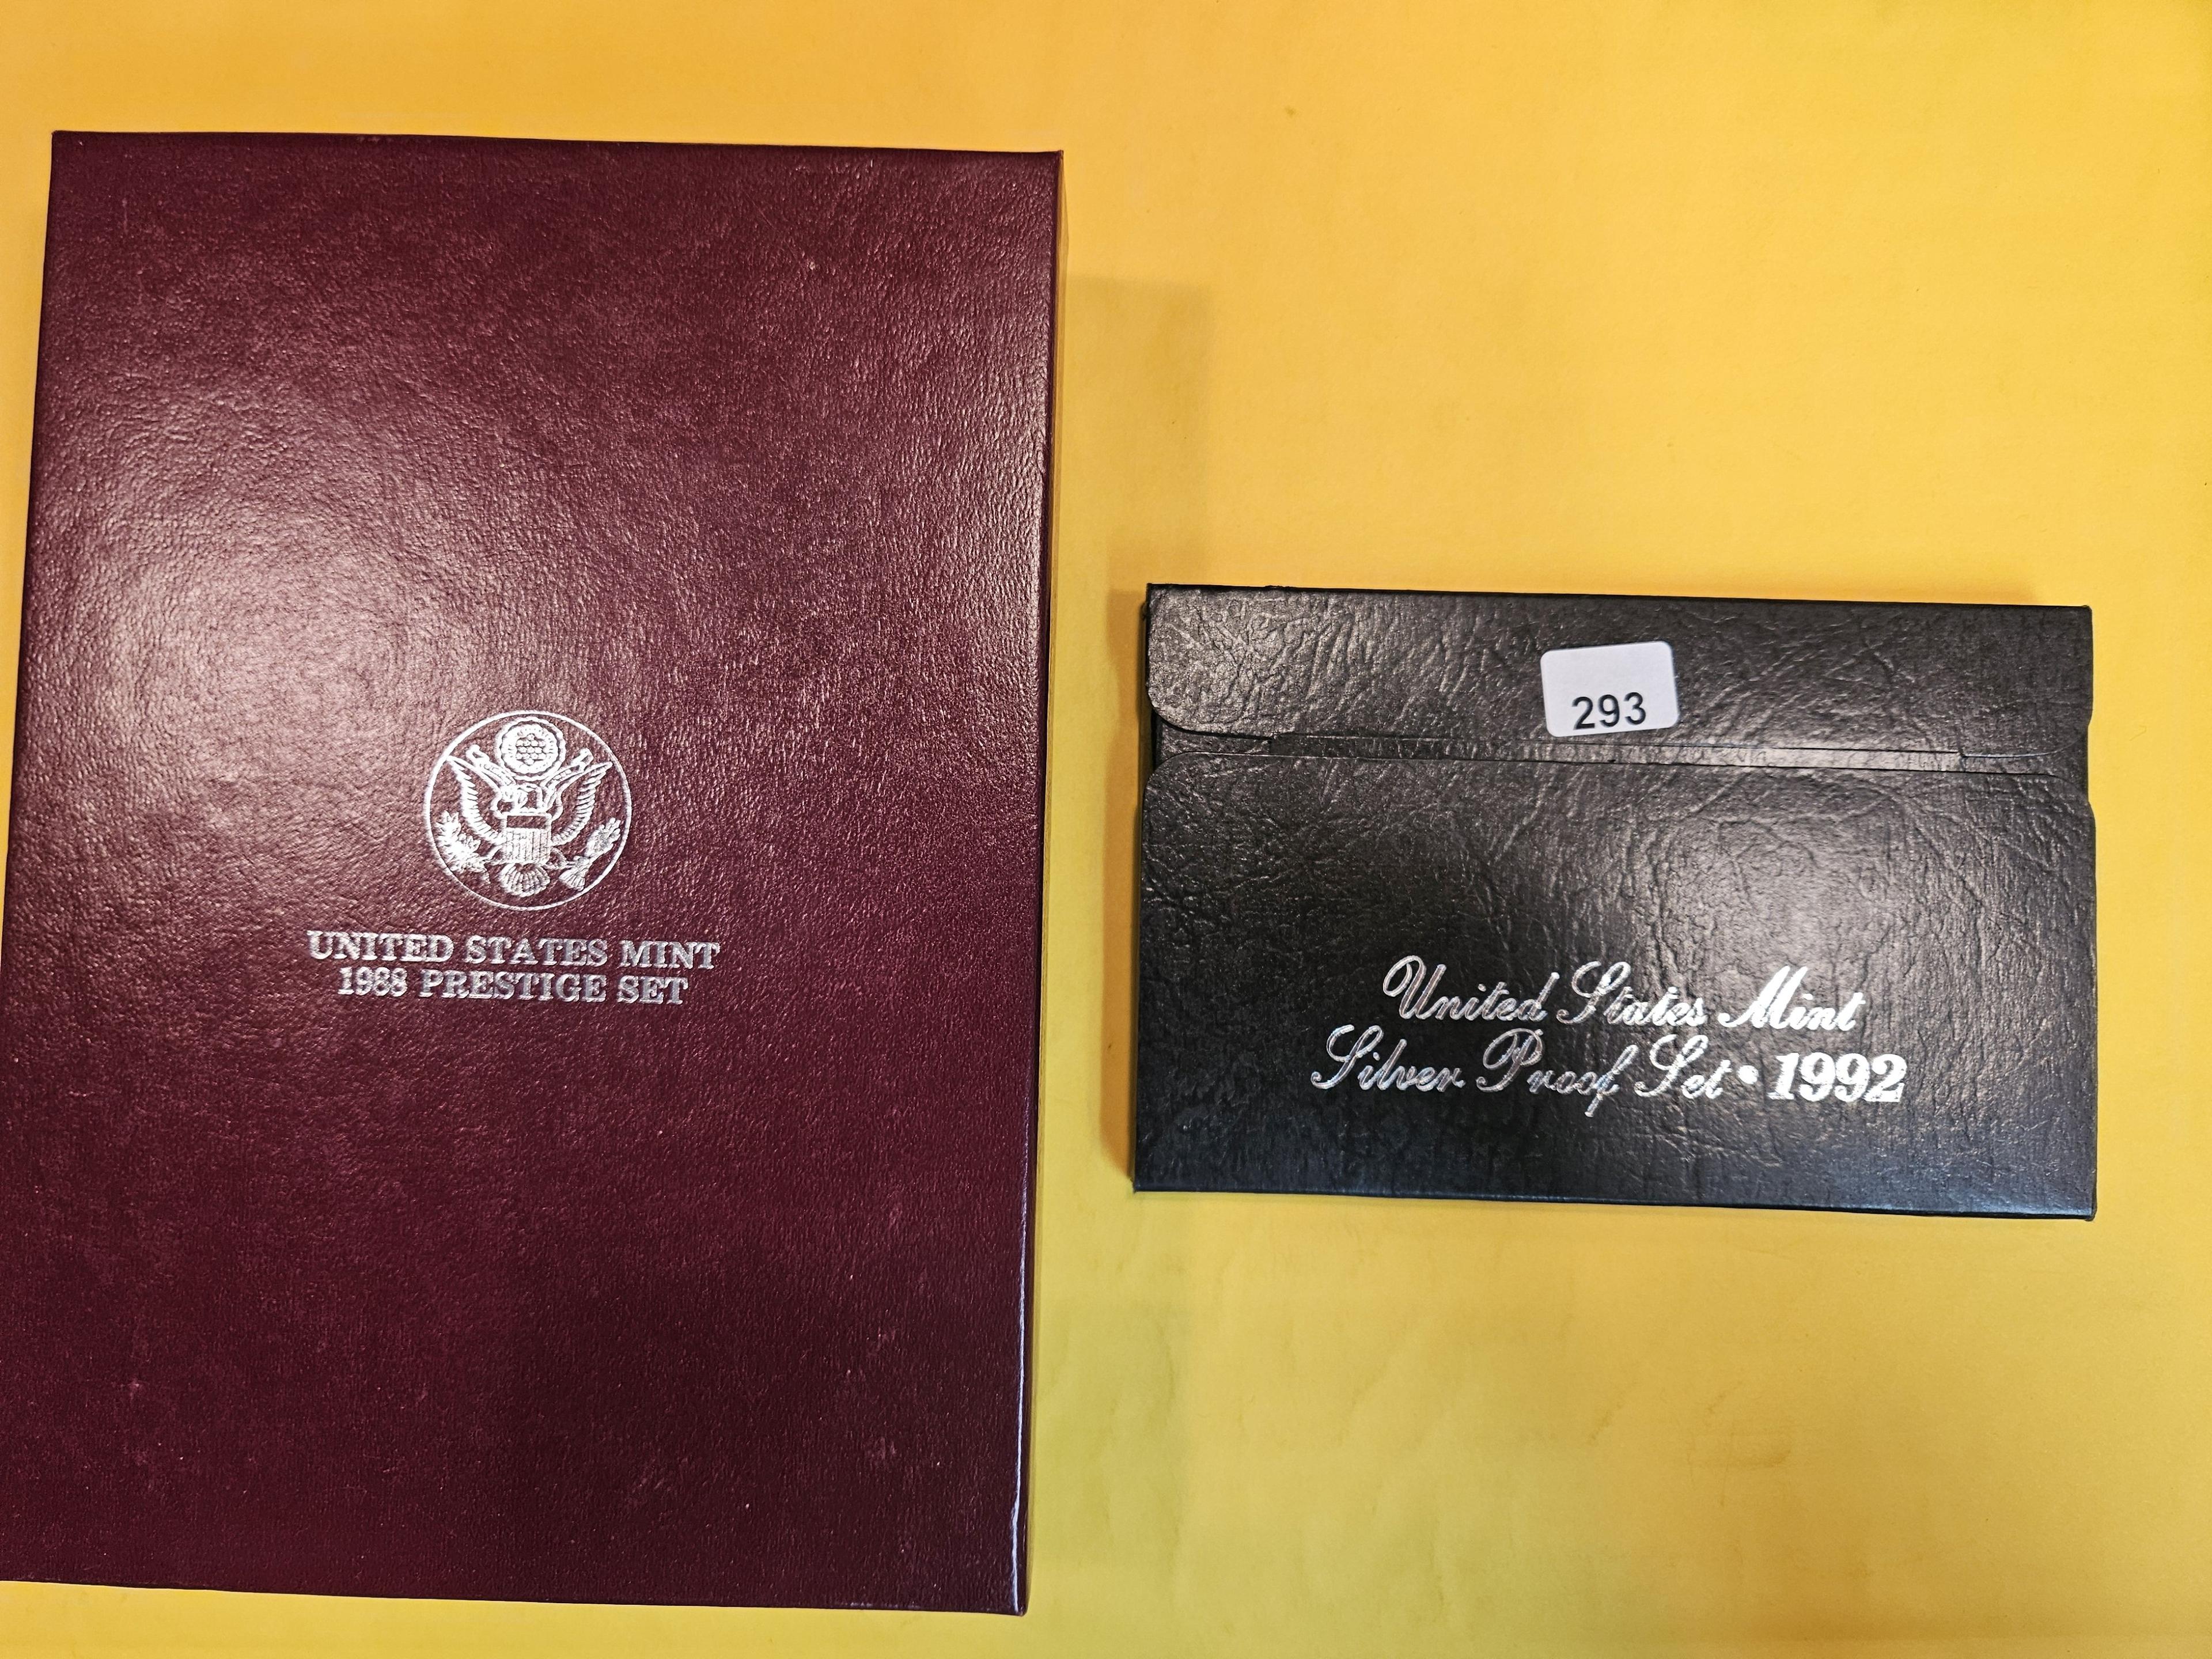 UNITED STATES MINT
1988 PRESTIGE SET
293
United States Mint
Silver Proof Set • 1992